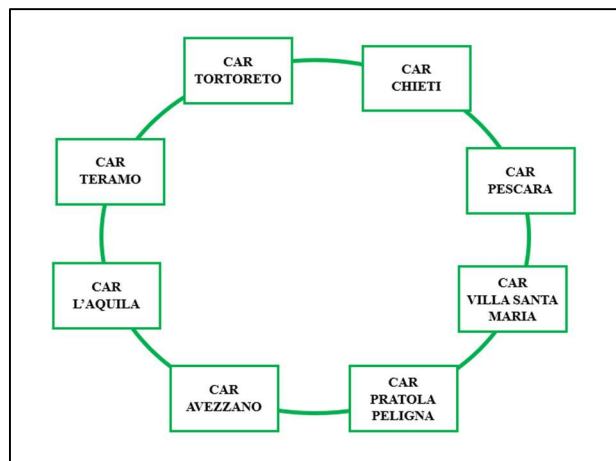 CAR
TORTORETO
CAR
CHIETI
CAR
PESCARA
CAR
VILLA SANTA
MARIA
CAR
PRATOLA
PELIGNA
CAR
AVEZZANO
CAR
L'AQUILA
CAR
TERAMO